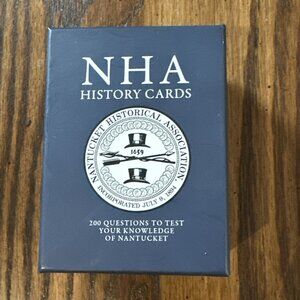 NHA
HISTORY CARDS
NANTUCKET HISTORICAL ASSOCIATION
1659
INCORPORATED JULY 9, 1894
200 QUESTIONS TO TEST
YOUR KNOWLEDGE
OF NANTUCKET